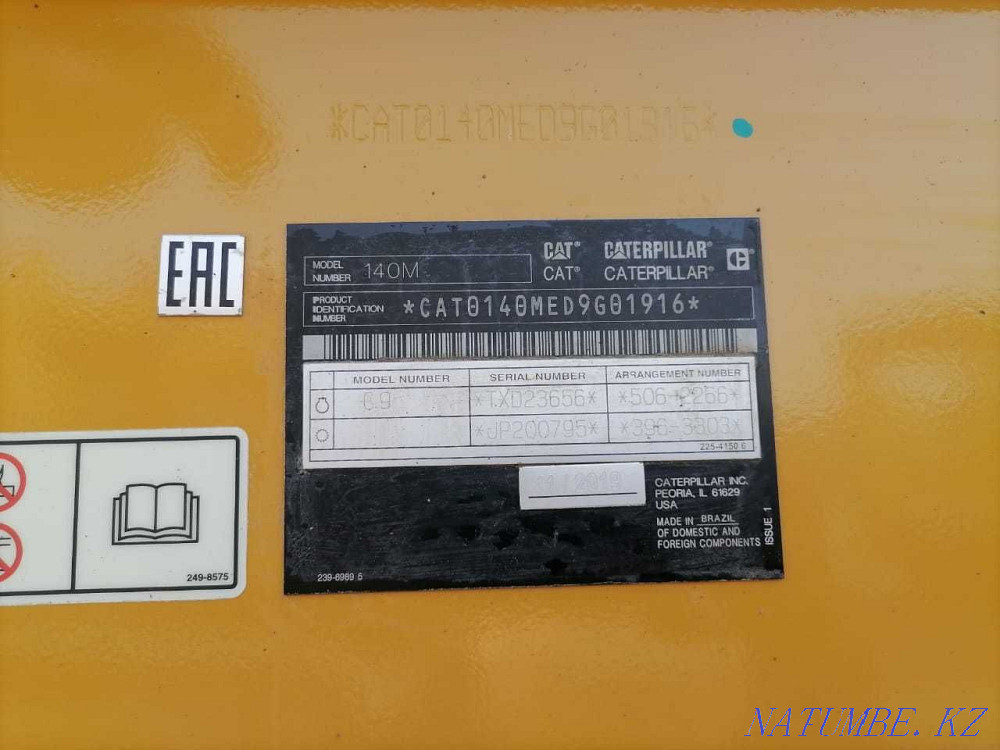 *CAT0140MED9G01916*
EAC
MODEL NUMBER 140M
CAT® CATERPILLAR®
CAT® CATERPILLAR®
PRODUCT IDENTIFICATION NUMBER *CAT0140MED9G01916*
MODEL NUMBER SERIAL NUMBER ARRANGEMENT NUMBER
*TXD23656* *506-2266*
*JP200795*
225-4150 6
CATERPILLAR INC.
PEORIA, IL 61629
USA
MADE IN BRAZIL
OF DOMESTIC AND
FOREIGN COMPONENTS
ISSUE 1
239-6989 5
249-8575
NATUMBE.KZ